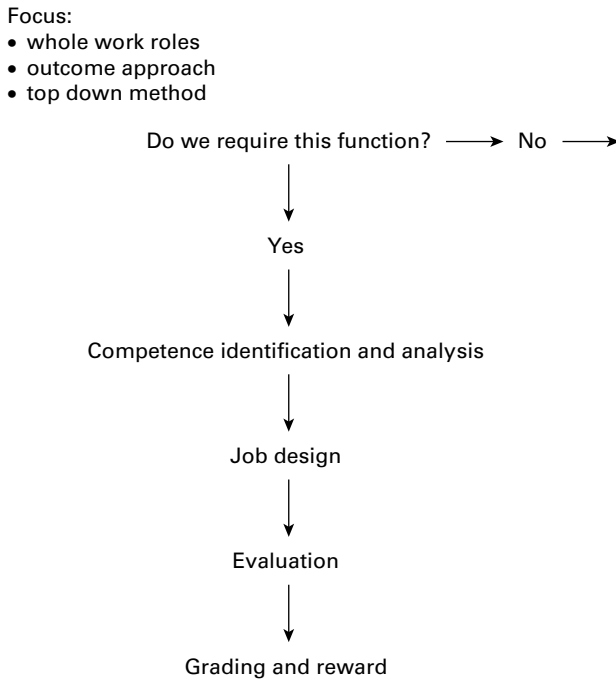 Focus:
• whole work roles
• outcome approach
• top down method
Do we require this function? No
Yes
Competence identification and analysis
Job design
Evaluation
Grading and reward